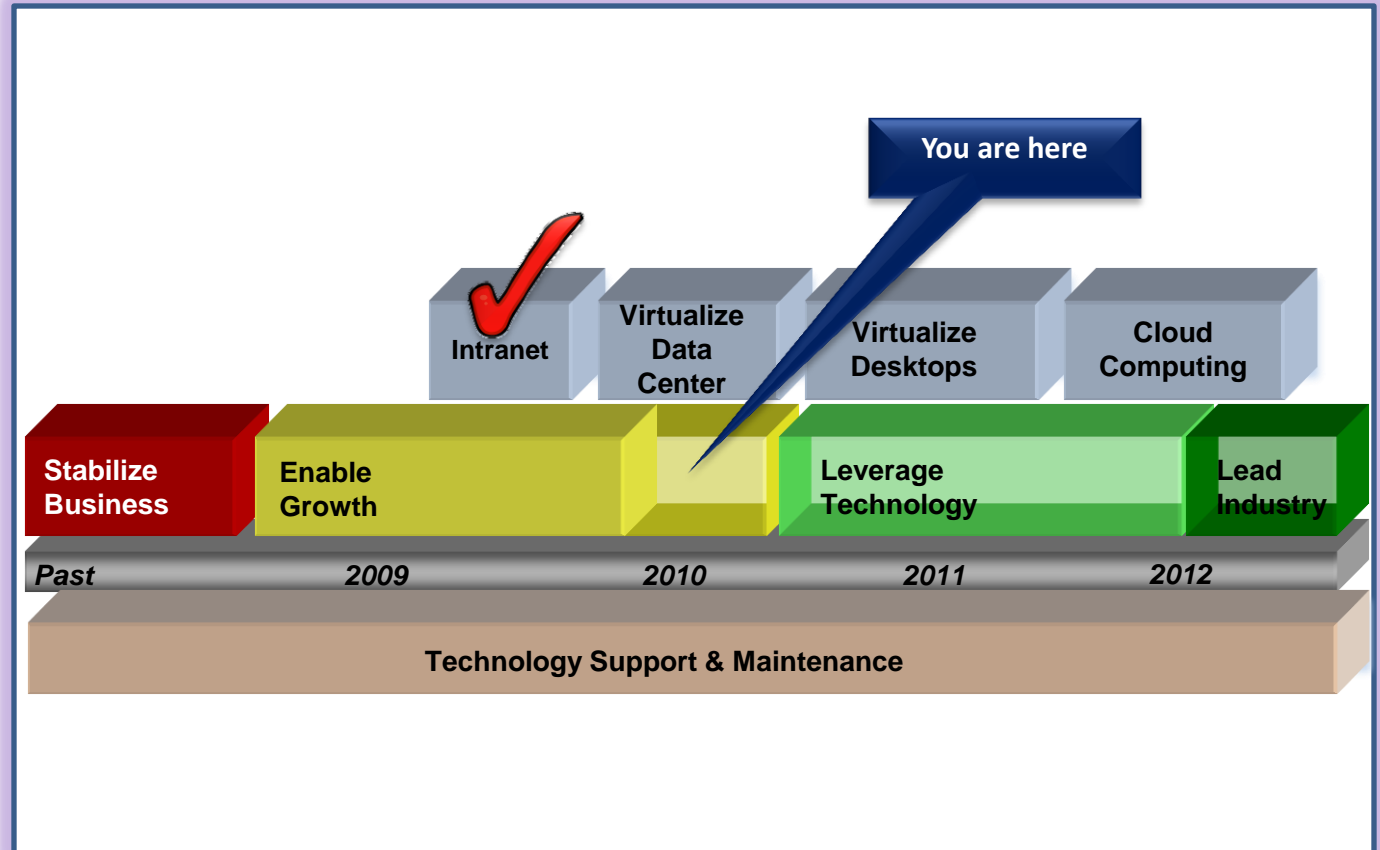 You are here
Intranet
Virtualize
Data
Center
Virtualize
Desktops
Cloud
Computing
Stabilize
Business
Enable
Growth
Leverage
Technology
Lead
Industry
Past 2009 2010 2011 2012
Technology Support & Maintenance